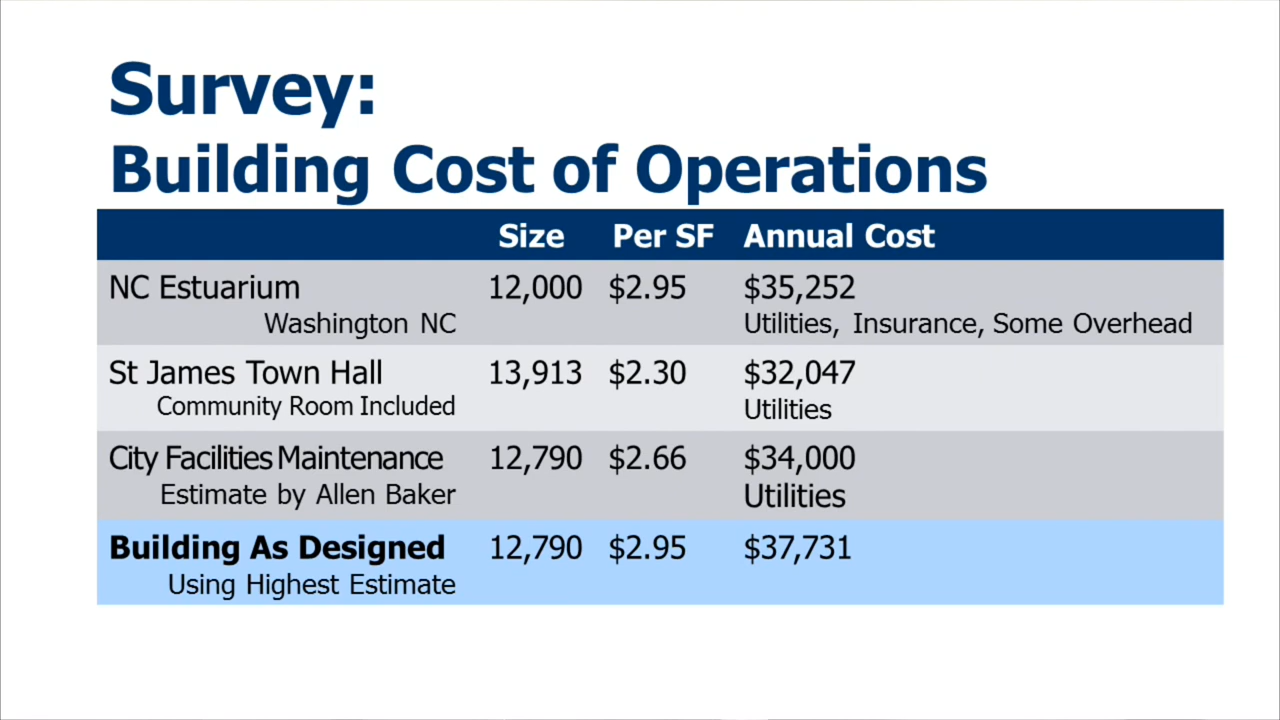 Survey:
Building Cost of Operations
Size Per SF Annual Cost
NC Estuarium 12,000 $2.95 $35,252
Washington NC Utilities, Insurance, Some Overhead
St James Town Hall 13,913 $2.30 $32,047
Community Room Included Utilities
City Facilities Maintenance 12,790 $2.66 $34,000
Estimate by Allen Baker Utilities
Building As Designed 12,790 $2.95 $37,731
Using Highest Estimate